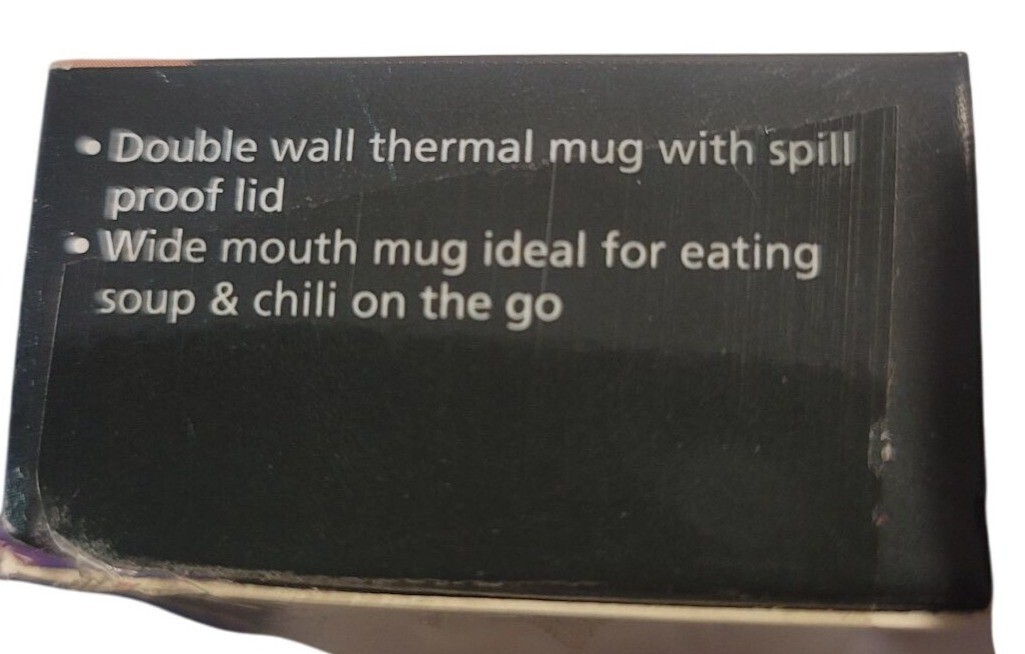 • Double wall thermal mug with spill
proof lid
• Wide mouth mug ideal for eating
soup & chili on the go